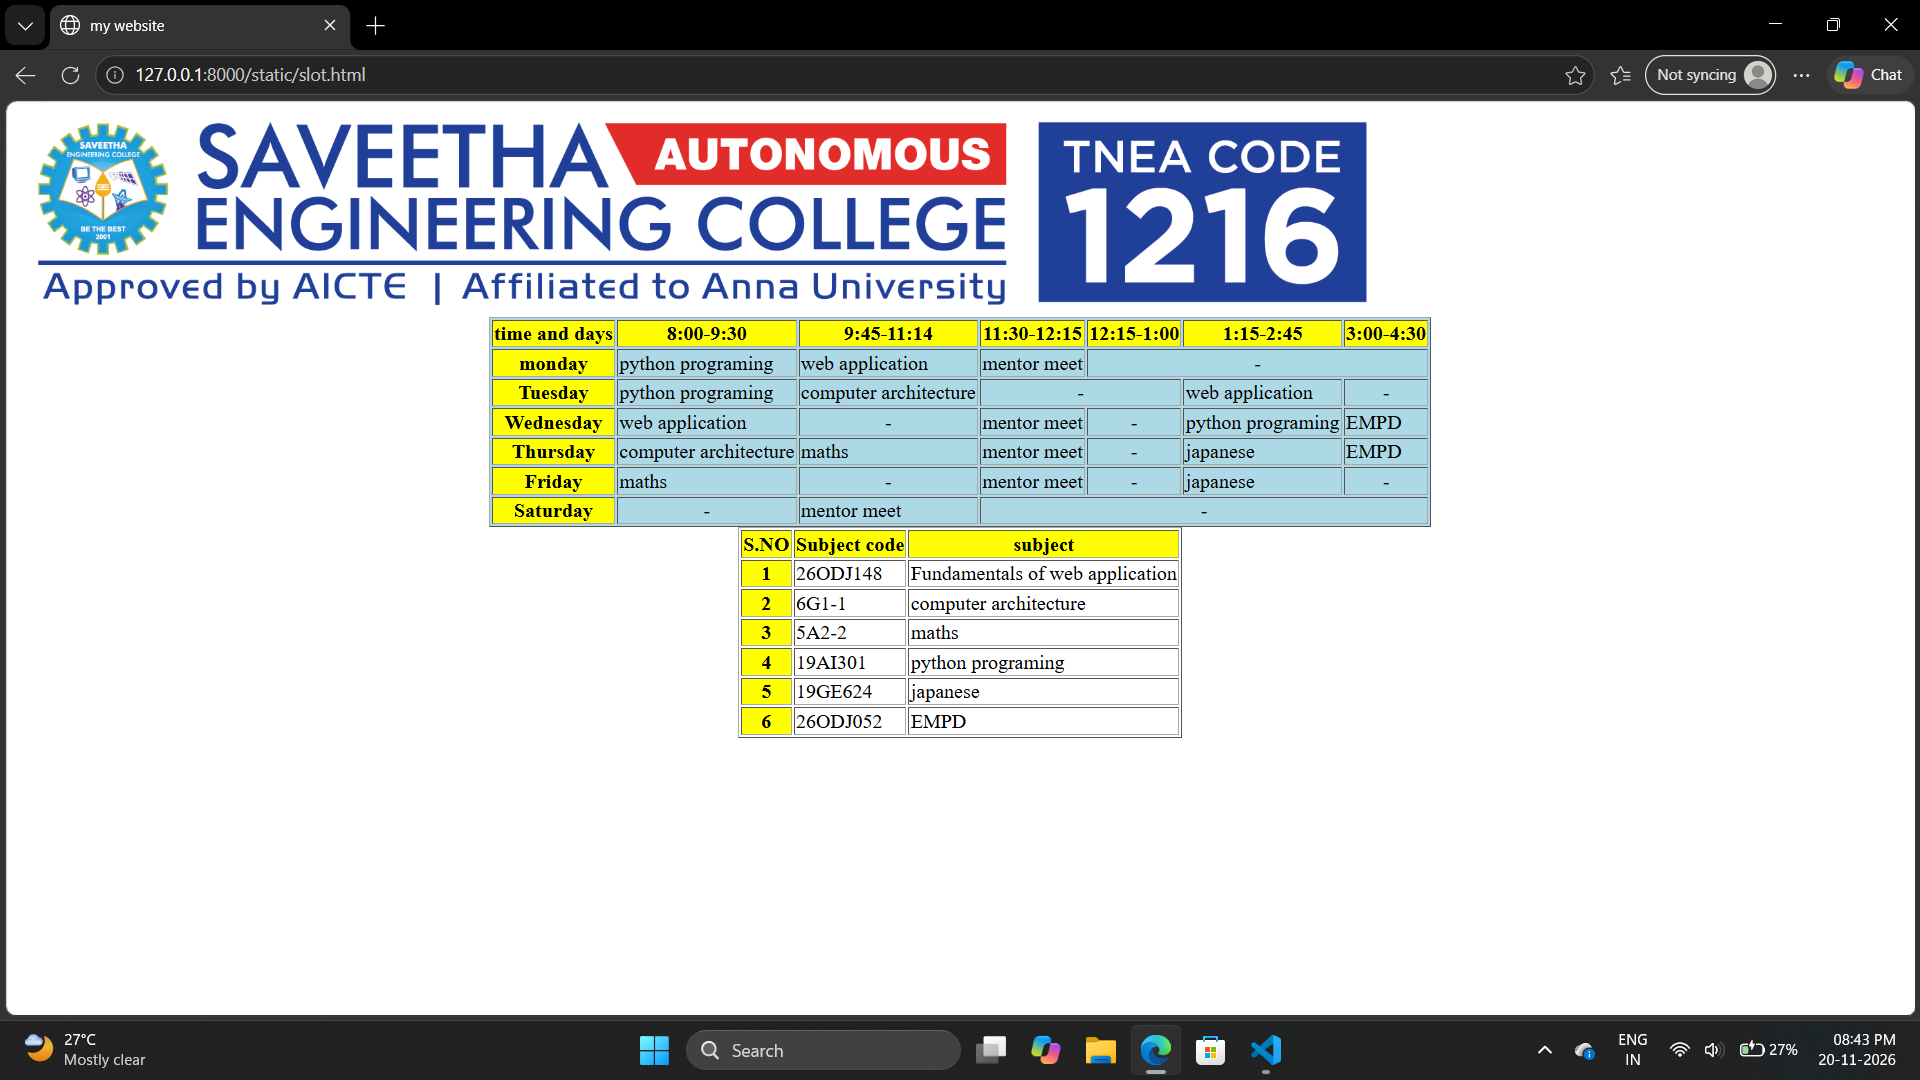 my website
127.0.0.1:8000/static/slot.html
Not syncing
Chat
SAVEETHA
ENGINEERING COLLEGE
BE THE BEST
2001
SAVEETHA AUTONOMOUS
ENGINEERING COLLEGE
Approved by AICTE | Affiliated to Anna University
TNEA CODE
1216
time and days 8:00-9:30 9:45-11:14 11:30-12:15 12:15-1:00 1:15-2:45 3:00-4:30
monday python programing web application mentor meet -
Tuesday python programing computer architecture - web application -
Wednesday web application - mentor meet - python programing EMPD
Thursday computer architecture maths mentor meet - japanese EMPD
Friday maths - mentor meet - japanese -
Saturday - mentor meet -
S.NO Subject code subject
1 26ODJ148 Fundamentals of web application
2 6G1-1 computer architecture
3 5A2-2 maths
4 19AI301 python programing
5 19GE624 japanese
6 26ODJ052 EMPD
27°C
Mostly clear
Search
ENG
IN
27%
08:43 PM
20-11-2026